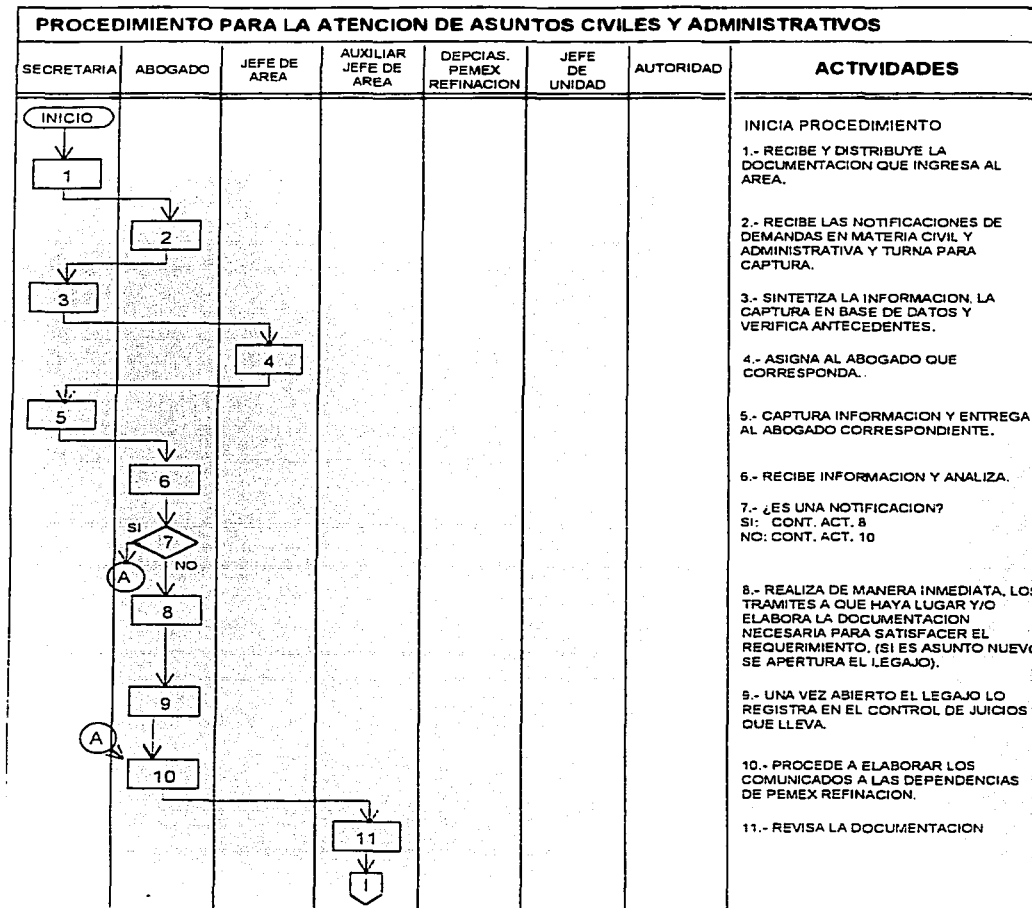 PROCEDIMIENTO PARA LA ATENCION DE ASUNTOS CIVILES Y ADMINISTRATIVOS
SECRETARIA
ABOGADO
JEFE DE
AREA
AUXILIAR
JEFE DE
AREA
DEPCIAS.
PEMEX
REFINACION
JEFE
DE
UNIDAD
AUTORIDAD
ACTIVIDADES
INICIO
1
2
3
4
5
6
SI
7
A
NO
8
9
A
10
11
I
INICIA PROCEDIMIENTO
1.- RECIBE Y DISTRIBUYE LA
DOCUMENTACION QUE INGRESA AL
AREA.
2.- RECIBE LAS NOTIFICACIONES DE
DEMANDAS EN MATERIA CIVIL Y
ADMINISTRATIVA Y TURNA PARA
CAPTURA.
3.- SINTETIZA LA INFORMACION, LA
CAPTURA EN BASE DE DATOS Y
VERIFICA ANTECEDENTES.
4.- ASIGNA AL ABOGADO QUE
CORRESPONDA.
5.- CAPTURA INFORMACION Y ENTREGA
AL ABOGADO CORRESPONDIENTE.
6.- RECIBE INFORMACION Y ANALIZA.
7.- ¿ES UNA NOTIFICACION?
SI: CONT. ACT. 8
NO: CONT. ACT. 10
8.- REALIZA DE MANERA INMEDIATA, LOS
TRAMITES A QUE HAYA LUGAR Y/O
ELABORA LA DOCUMENTACION
NECESARIA PARA SATISFACER EL
REQUERIMIENTO. (SI ES ASUNTO NUEVO
SE APERTURA EL LEGAJO).
9.- UNA VEZ ABIERTO EL LEGAJO LO
REGISTRA EN EL CONTROL DE JUICIOS
QUE LLEVA.
10.- PROCEDE A ELABORAR LOS
COMUNICADOS A LAS DEPENDENCIAS
DE PEMEX REFINACION.
11.- REVISA LA DOCUMENTACION